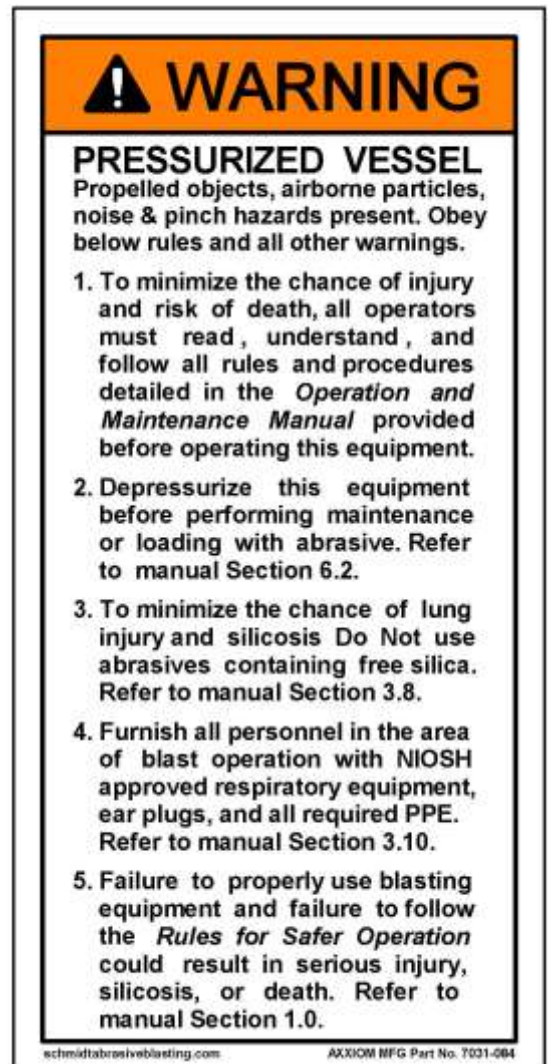 WARNING
PRESSURIZED VESSEL
Propelled objects, airborne particles,
noise & pinch hazards present. Obey
below rules and all other warnings.
1. To minimize the chance of injury
and risk of death, all operators
must read, understand, and
follow all rules and procedures
detailed in the Operation and
Maintenance Manual provided
before operating this equipment.
2. Depressurize this equipment
before performing maintenance
or loading with abrasive. Refer
to manual Section 6.2.
3. To minimize the chance of lung
injury and silicosis Do Not use
abrasives containing free silica.
Refer to manual Section 3.8.
4. Furnish all personnel in the area
of blast operation with NIOSH
approved respiratory equipment,
ear plugs, and all required PPE.
Refer to manual Section 3.10.
5. Failure to properly use blasting
equipment and failure to follow
the Rules for Safer Operation
could result in serious injury,
silicosis, or death. Refer to
manual Section 1.0.
schmidtabrasiveblasting.com AXXIOM MFG Part No. 7031-084